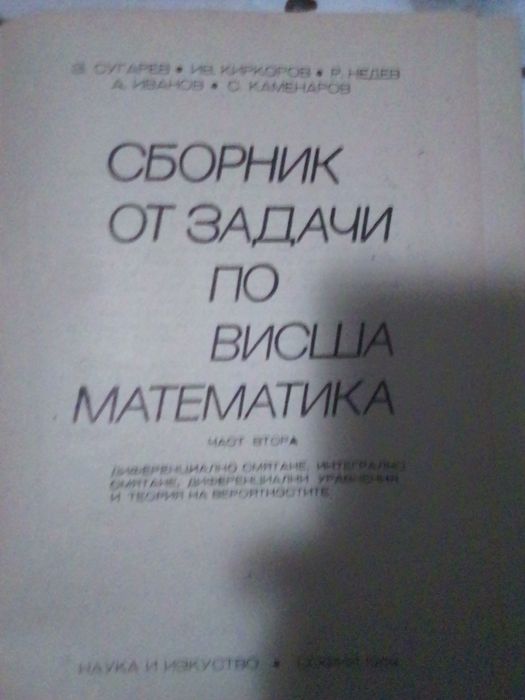 З. СУГАРЕВ • ИВ. КИРКОРОВ • Р. НЕДЕВ
А. ИВАНОВ • С. КАМЕНАРОВ
СБОРНИК
ОТ ЗАДАЧИ
ПО
ВИСША
МАТЕМАТИКА
ЧАСТ ВТОРА
ДИФЕРЕНЦИАЛНО СМЯТАНЕ, ИНТЕГРАЛНО
СМЯТАНЕ, ДИФЕРЕНЦИАЛНИ УРАВНЕНИЯ
И ТЕОРИЯ НА ВЕРОЯТНОСТИТЕ
НАУКА И ИЗКУСТВО • СОФИЯ